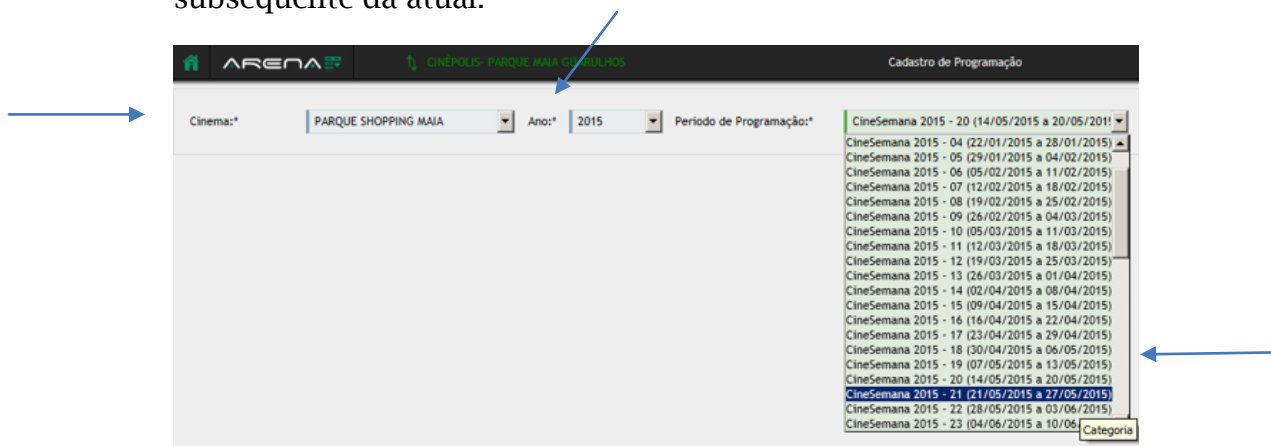 subsequente da atual.
ARENA CINÉPOLIS- PARQUE MAIA GUARULHOS Cadastro de Programação
Cinema:* PARQUE SHOPPING MAIA Ano:* 2015 Período de Programação:* CineSemana 2015 - 20 (14/05/2015 a 20/05/201
CineSemana 2015 - 04 (22/01/2015 a 28/01/2015)
CineSemana 2015 - 05 (29/01/2015 a 04/02/2015)
CineSemana 2015 - 06 (05/02/2015 a 11/02/2015)
CineSemana 2015 - 07 (12/02/2015 a 18/02/2015)
CineSemana 2015 - 08 (19/02/2015 a 25/02/2015)
CineSemana 2015 - 09 (26/02/2015 a 04/03/2015)
CineSemana 2015 - 10 (05/03/2015 a 11/03/2015)
CineSemana 2015 - 11 (12/03/2015 a 18/03/2015)
CineSemana 2015 - 12 (19/03/2015 a 25/03/2015)
CineSemana 2015 - 13 (26/03/2015 a 01/04/2015)
CineSemana 2015 - 14 (02/04/2015 a 08/04/2015)
CineSemana 2015 - 15 (09/04/2015 a 15/04/2015)
CineSemana 2015 - 16 (16/04/2015 a 22/04/2015)
CineSemana 2015 - 17 (23/04/2015 a 29/04/2015)
CineSemana 2015 - 18 (30/04/2015 a 06/05/2015)
CineSemana 2015 - 19 (07/05/2015 a 13/05/2015)
CineSemana 2015 - 20 (14/05/2015 a 20/05/2015)
CineSemana 2015 - 21 (21/05/2015 a 27/05/2015)
CineSemana 2015 - 22 (28/05/2015 a 03/06/2015)
CineSemana 2015 - 23 (04/06/2015 a 10/06
Categoria